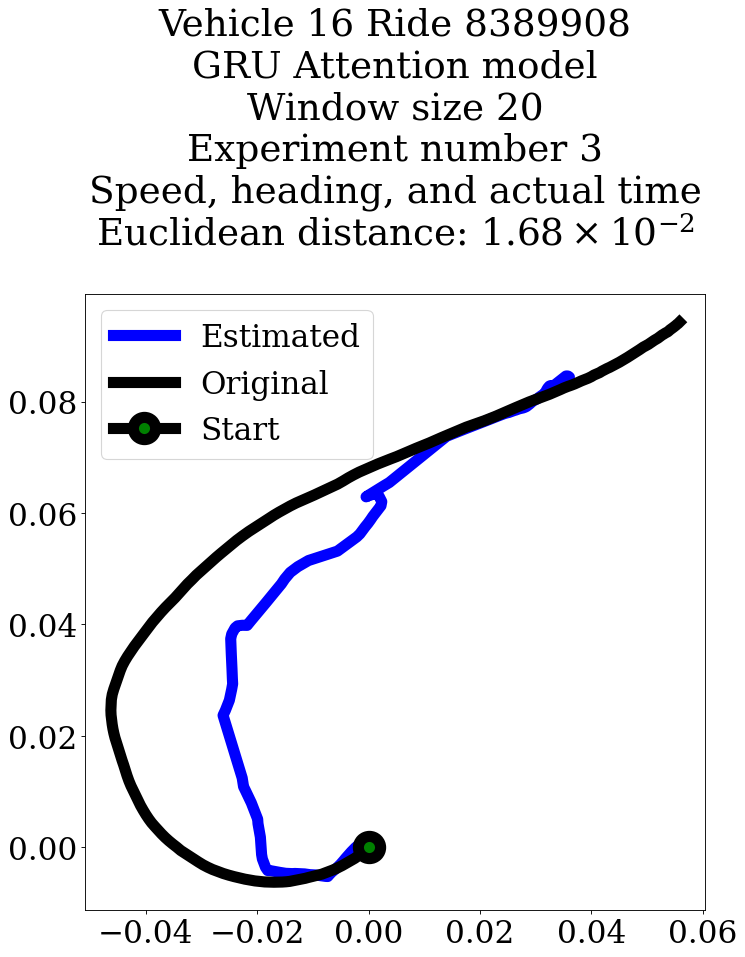 Vehicle 16 Ride 8389908
GRU Attention model
Window size 20
Experiment number 3
Speed, heading, and actual time
Euclidean distance: 1.68 × 10⁻²
Estimated
Original
Start
0.08
0.06
0.04
0.02
0.00
−0.04 −0.02 0.00 0.02 0.04 0.06